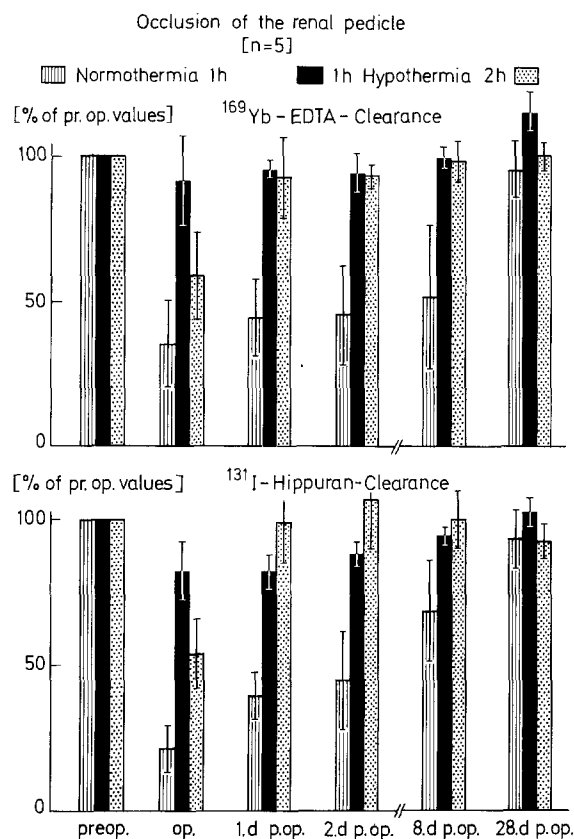 Occlusion of the renal pedicle
[n=5]
Normothermia 1h 1h Hypothermia 2h
[% of pr. op. values] ¹⁶⁹Yb-EDTA-Clearance
100
50
0
[% of pr. op. values] ¹³¹I-Hippuran-Clearance
100
50
0
preop. op. 1.d p.op. 2.d p.op. 8.d p.op. 28.d p.op.